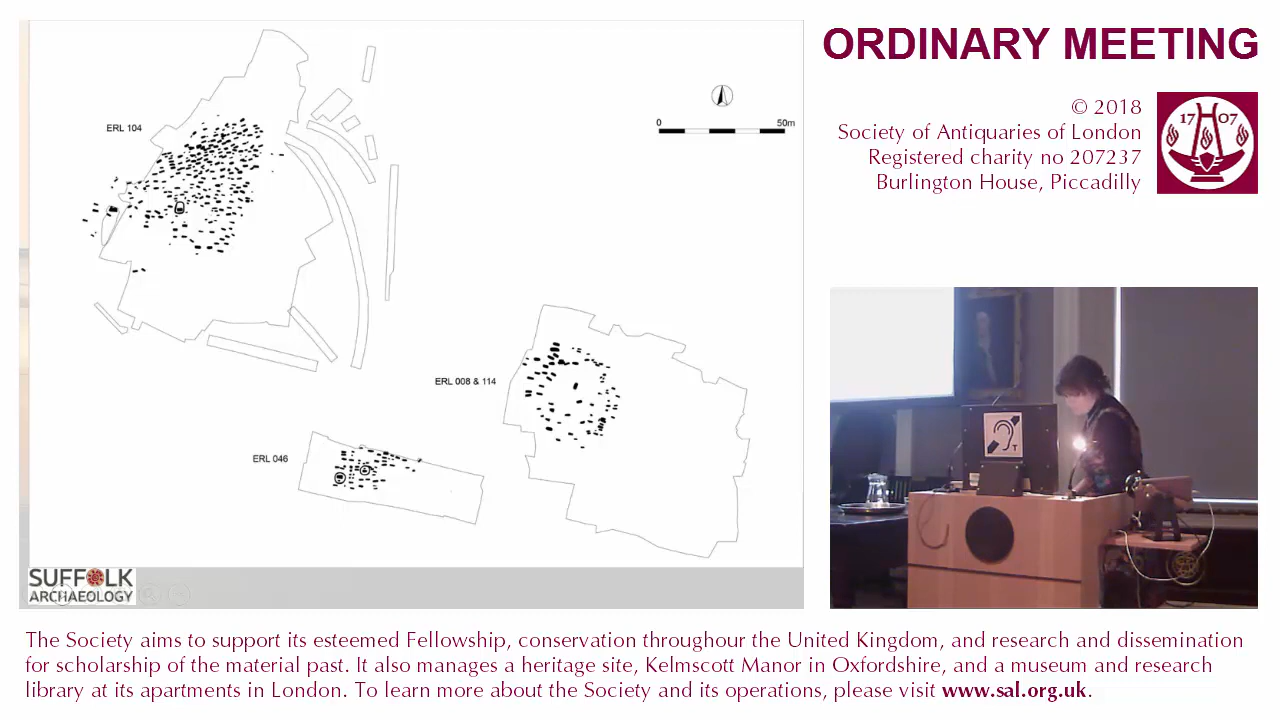 ORDINARY MEETING
© 2018
Society of Antiquaries of London
Registered charity no 207237
Burlington House, Piccadilly
17 07
ERL 104
0 50m
ERL 008 & 114
ERL 046
SUFFOLK
ARCHAEOLOGY
T
The Society aims to support its esteemed Fellowship, conservation throughour the United Kingdom, and research and dissemination
for scholarship of the material past. It also manages a heritage site, Kelmscott Manor in Oxfordshire, and a museum and research
library at its apartments in London. To learn more about the Society and its operations, please visit www.sal.org.uk.